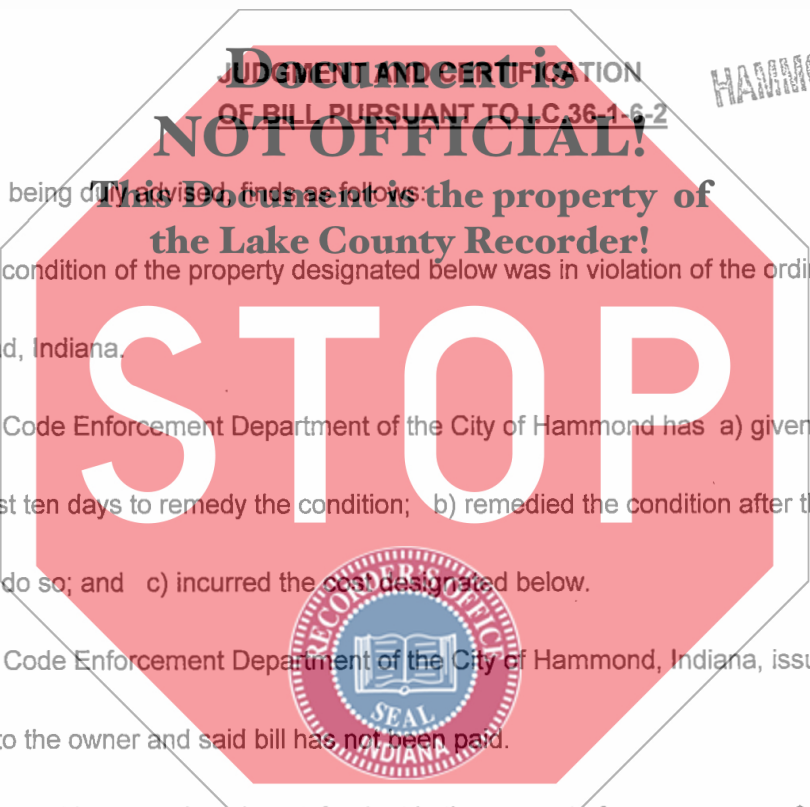 Document is
JUDGMENT AND CERTIFICATION
HAMM
OF BILL PURSUANT TO I.C.36-1-6-2
NOT OFFICIAL!
being duly advised, finds as follows:
This Document is the property of
the Lake County Recorder!
condition of the property designated below was in violation of the ordi
d, Indiana.
STOP
Code Enforcement Department of the City of Hammond has a) given
st ten days to remedy the condition; b) remedied the condition after t
do so; and c) incurred the cost designated below.
RECORDER'S OFFICE
Code Enforcement Department of the City of Hammond, Indiana, issu
SEAL
to the owner and said bill has not been paid.
INDIANA